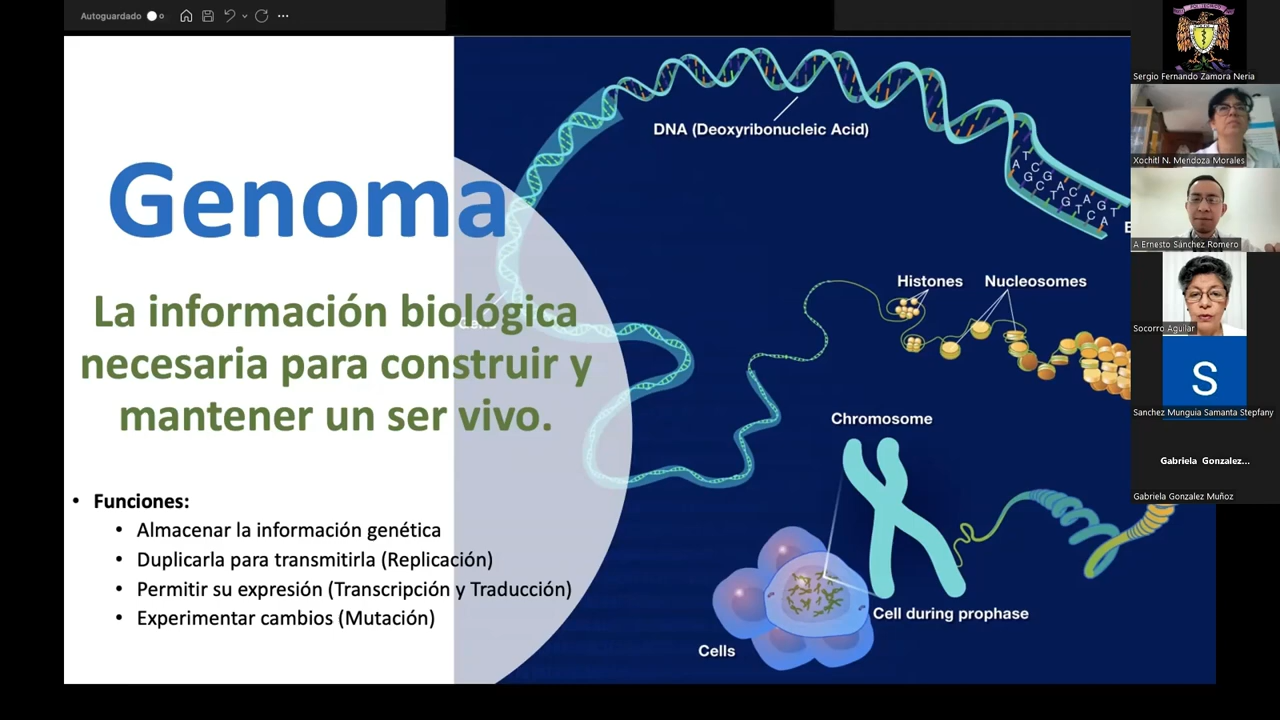 Autoguardado
Genoma
La información biológica
necesaria para construir y
mantener un ser vivo.
• Funciones:
• Almacenar la información genética
• Duplicarla para transmitirla (Replicación)
• Permitir su expresión (Transcripción y Traducción)
• Experimentar cambios (Mutación)
DNA (Deoxyribonucleic Acid)
A T C G A C A G T
G C T G T C A
Histones
Nucleosomes
Chromosome
Cell during prophase
Cells
Sergio Fernando Zamora Neria
Xochitl N. Mendoza Morales
A Ernesto Sánchez Romero
Socorro Aguilar
S
Sanchez Munguia Samanta Stepfany
Gabriela Gonzalez...
Gabriela Gonzalez Muñoz